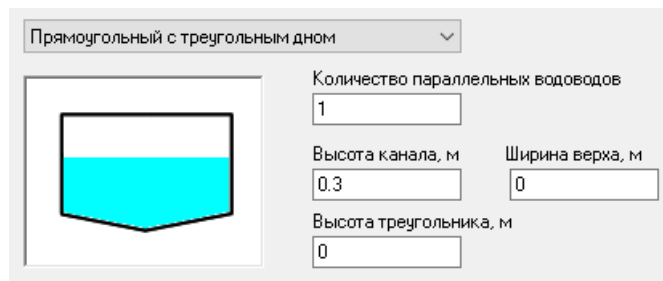 Прямоугольный с треугольным дном
Количество параллельных водоводов
1
Высота канала, м
Ширина верха, м
0.3
0
Высота треугольника, м
0